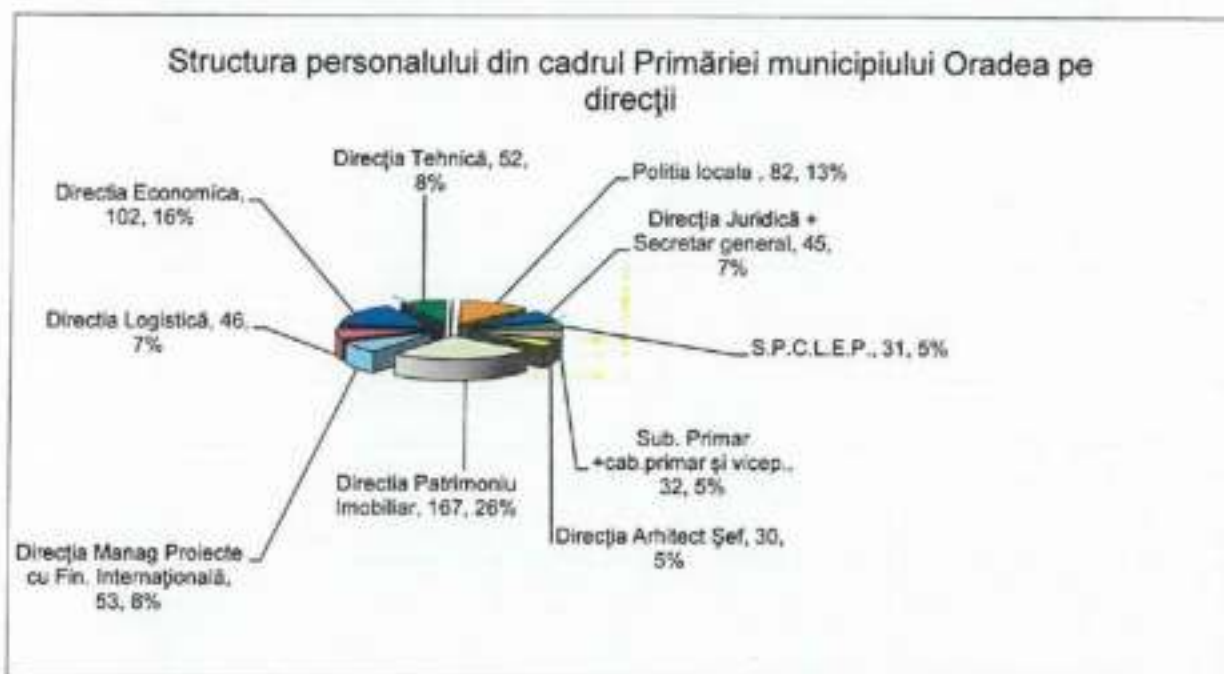 Structura personalului din cadrul Primăriei municipiului Oradea pe
direcţii
Direcţia Tehnică, 52,
8%
Politia locala , 82, 13%
Directia Economica,
102, 16%
Direcţia Juridică +
Secretar general, 45,
7%
Directia Logistică, 46,
7%
S.P.C.L.E.P., 31, 5%
Sub. Primar
+cab.primar şi vicep.,
32, 5%
Directia Patrimoniu
Imobiliar, 167, 26%
Direcţia Arhitect Şef, 30,
5%
Direcţia Manag Proiecte
cu Fin. Internaţională,
53, 8%